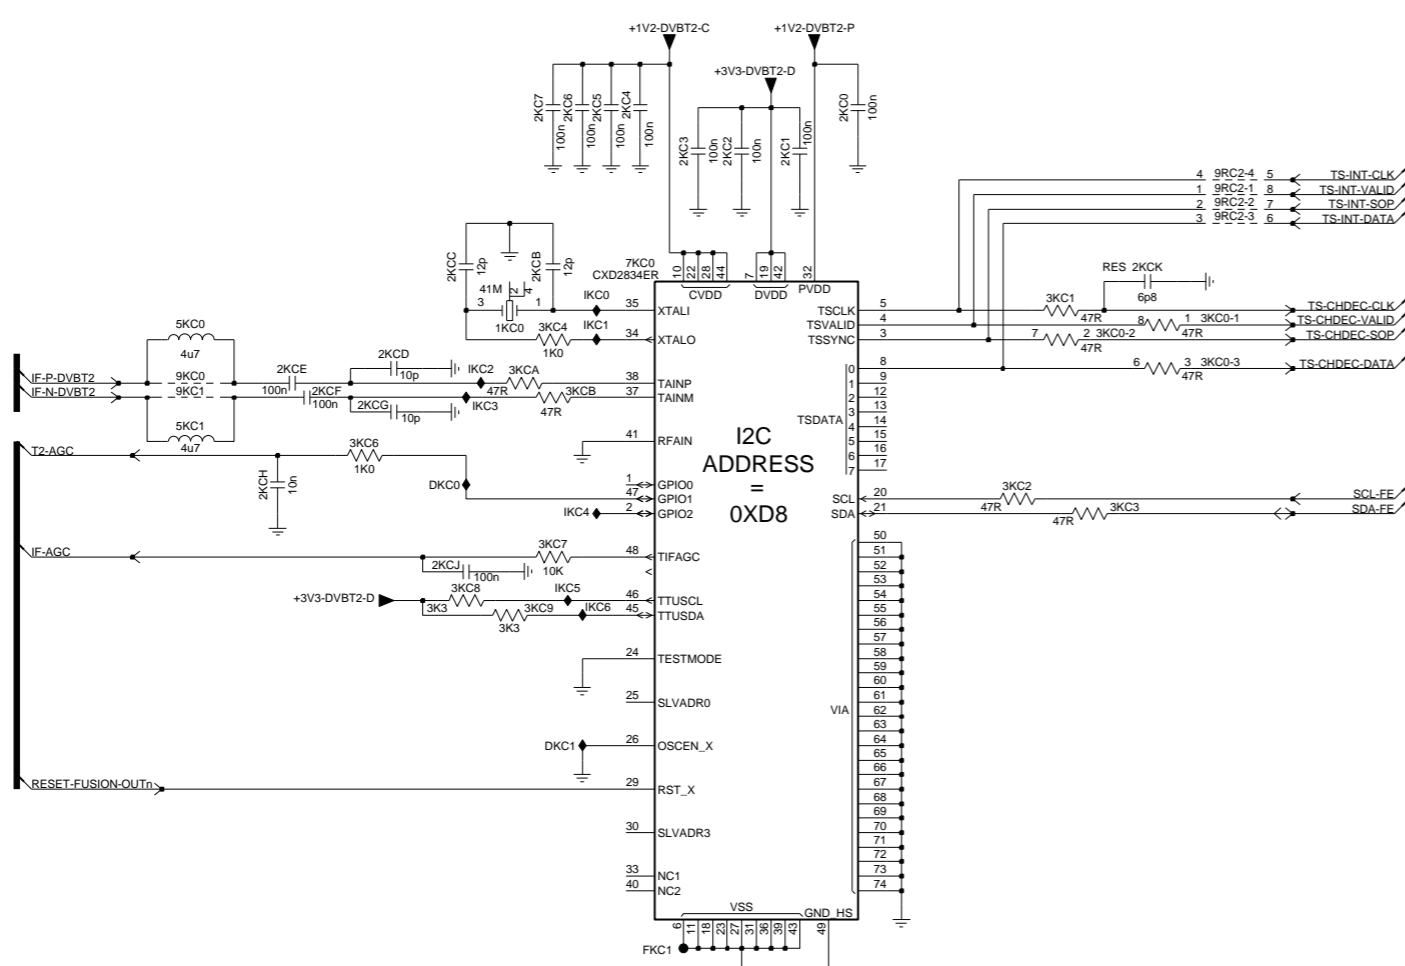 +1V2-DVBT2-C
+1V2-DVBT2-P
+3V3-DVBT2-D
2KC7
100n
2KC6
100n
2KC5
100n
2KC4
100n
2KC3
100n
2KC2
100n
2KC1
100n
2KC0
100n
4 9RC2-4 5 TS-INT-CLK
1 9RC2-1 8 TS-INT-VALID
2 9RC2-2 7 TS-INT-SOP
3 9RC2-3 6 TS-INT-DATA
2KCC
12p
2KCB
12p
41M
2
4
3
1
1KC0
7KC0
CXD2834ER
10
22
28
44
CVDD
7
19
42
DVDD
32
PVDD
RES 2KCK
6p8
IKC0
35
XTALI
IKC1
34
XTALO
3KC4
1K0
TSCLK
5
3KC1
47R
TS-CHDEC-CLK
TSVALID
4
8
1 3KC0-1
47R
TS-CHDEC-VALID
TSSYNC
3
7
2 3KC0-2
47R
TS-CHDEC-SOP
8
6
3 3KC0-3
47R
TS-CHDEC-DATA
5KC0
4u7
IF-P-DVBT2
9KC0
IF-N-DVBT2
9KC1
5KC1
4u7
2KCE
100n
2KCF
100n
2KCD
10p
2KCG
10p
IKC2
3KCA
47R
38
TAINP
IKC3
3KCB
47R
37
TAINM
TSDATA
0
1
2
3
4
5
6
7
9
12
13
14
15
16
17
I2C
ADDRESS
=
0XD8
41
RFAIN
T2-AGC
3KC6
1K0
2KCH
10n
DKC0
1
GPIO0
47
GPIO1
IKC4
2
GPIO2
SCL
20
3KC2
47R
SCL-FE
SDA
21
3KC3
47R
SDA-FE
IF-AGC
3KC7
10K
48
TIFAGC
2KCJ
100n
+3V3-DVBT2-D
3KC8
3K3
IKC5
46
TTUSCL
3KC9
3K3
IKC6
45
TTUSDA
24
TESTMODE
25
SLVADR0
DKC1
26
OSCEN_X
RESET-FUSION-OUTn
29
RST_X
30
SLVADR3
33
NC1
40
NC2
VIA
50
51
52
53
54
55
56
57
58
59
60
61
62
63
64
65
66
67
68
69
70
71
72
73
74
VSS
GND_HS
6
11
18
23
27
31
36
39
43
49
FKC1